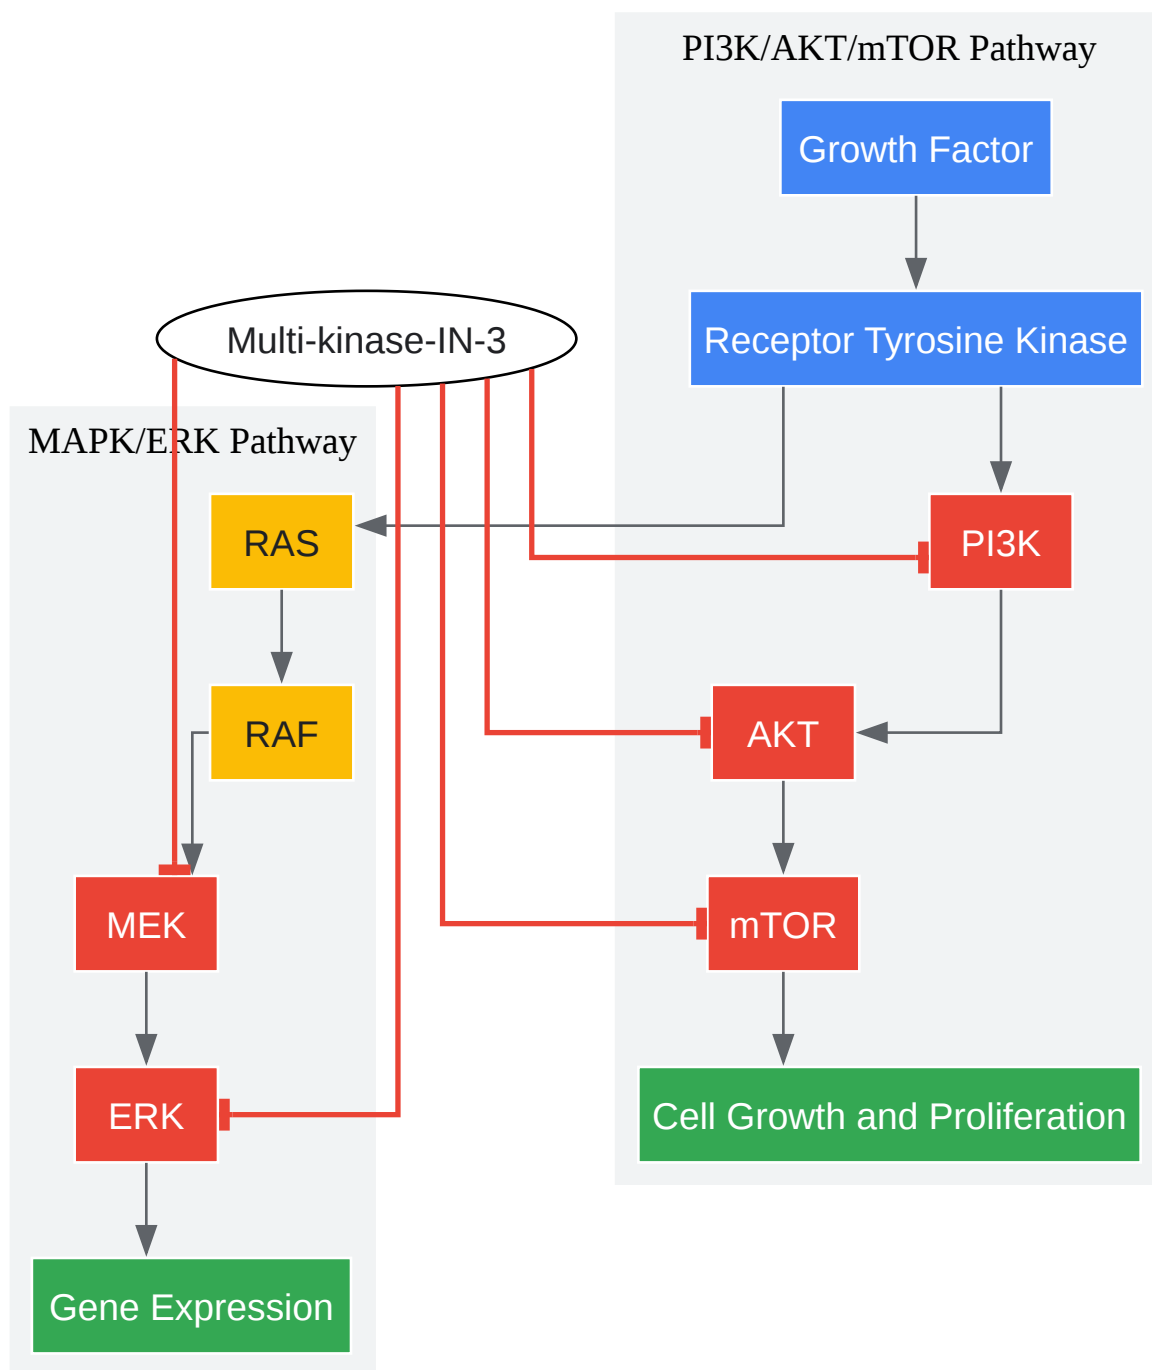 PI3K/AKT/mTOR Pathway
Growth Factor
Multi-kinase-IN-3
Receptor Tyrosine Kinase
MAPK/ERK Pathway
RAS
PI3K
RAF
AKT
MEK
mTOR
ERK
Cell Growth and Proliferation
Gene Expression